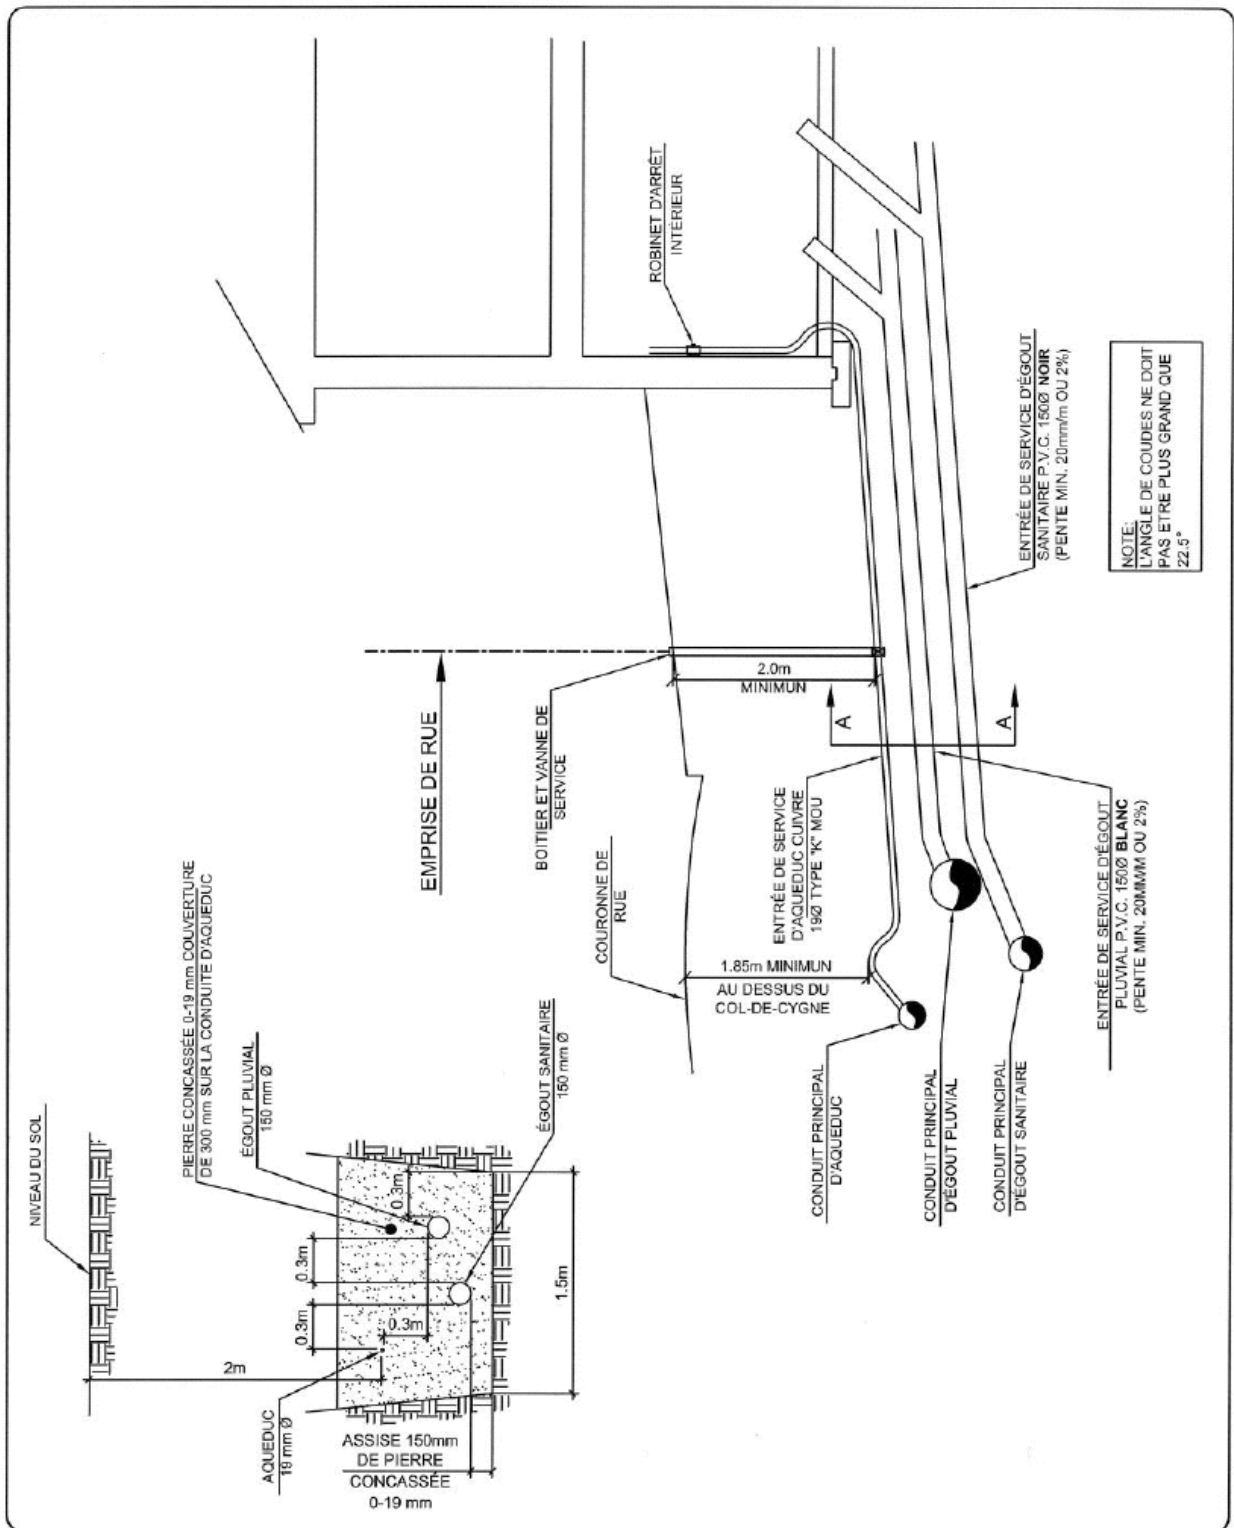 NIVEAU DU SOL
PIERRE CONCASSÉE 0-19 mm COUVERTURE
DE 300 mm SUR LA CONDUITE D'AQUEDUC
ÉGOUT PLUVIAL
150 mm Ø
ÉGOUT SANITAIRE
150 mm Ø
AQUEDUC
19 mm Ø
2m
0.3m
0.3m
0.3m
0.3m
1.5m
ASSISE 150mm
DE PIERRE
CONCASSÉE
0-19 mm
EMPRISE DE RUE
BOITIER ET VANNE DE
SERVICE
COURONNE DE
RUE
ROBINET D'ARRÊT
INTÉRIEUR
2.0m
MINIMUN
A
A
ENTRÉE DE SERVICE
D'AQUEDUC CUIVRE
19Ø TYPE "K" MOU
1.85m MINIMUN
AU DESSUS DU
COL-DE-CYGNE
CONDUIT PRINCIPAL
D'AQUEDUC
CONDUIT PRINCIPAL
D'ÉGOUT PLUVIAL
CONDUIT PRINCIPAL
D'ÉGOUT SANITAIRE
ENTRÉE DE SERVICE D'ÉGOUT
SANITAIRE P.V.C. 150Ø NOIR
(PENTE MIN. 20mm/m OU 2%)
ENTRÉE DE SERVICE D'ÉGOUT
PLUVIAL P.V.C. 150Ø BLANC
(PENTE MIN. 20MM/M OU 2%)
NOTE:
L'ANGLE DE COUDES NE DOIT
PAS ETRE PLUS GRAND QUE
22.5°